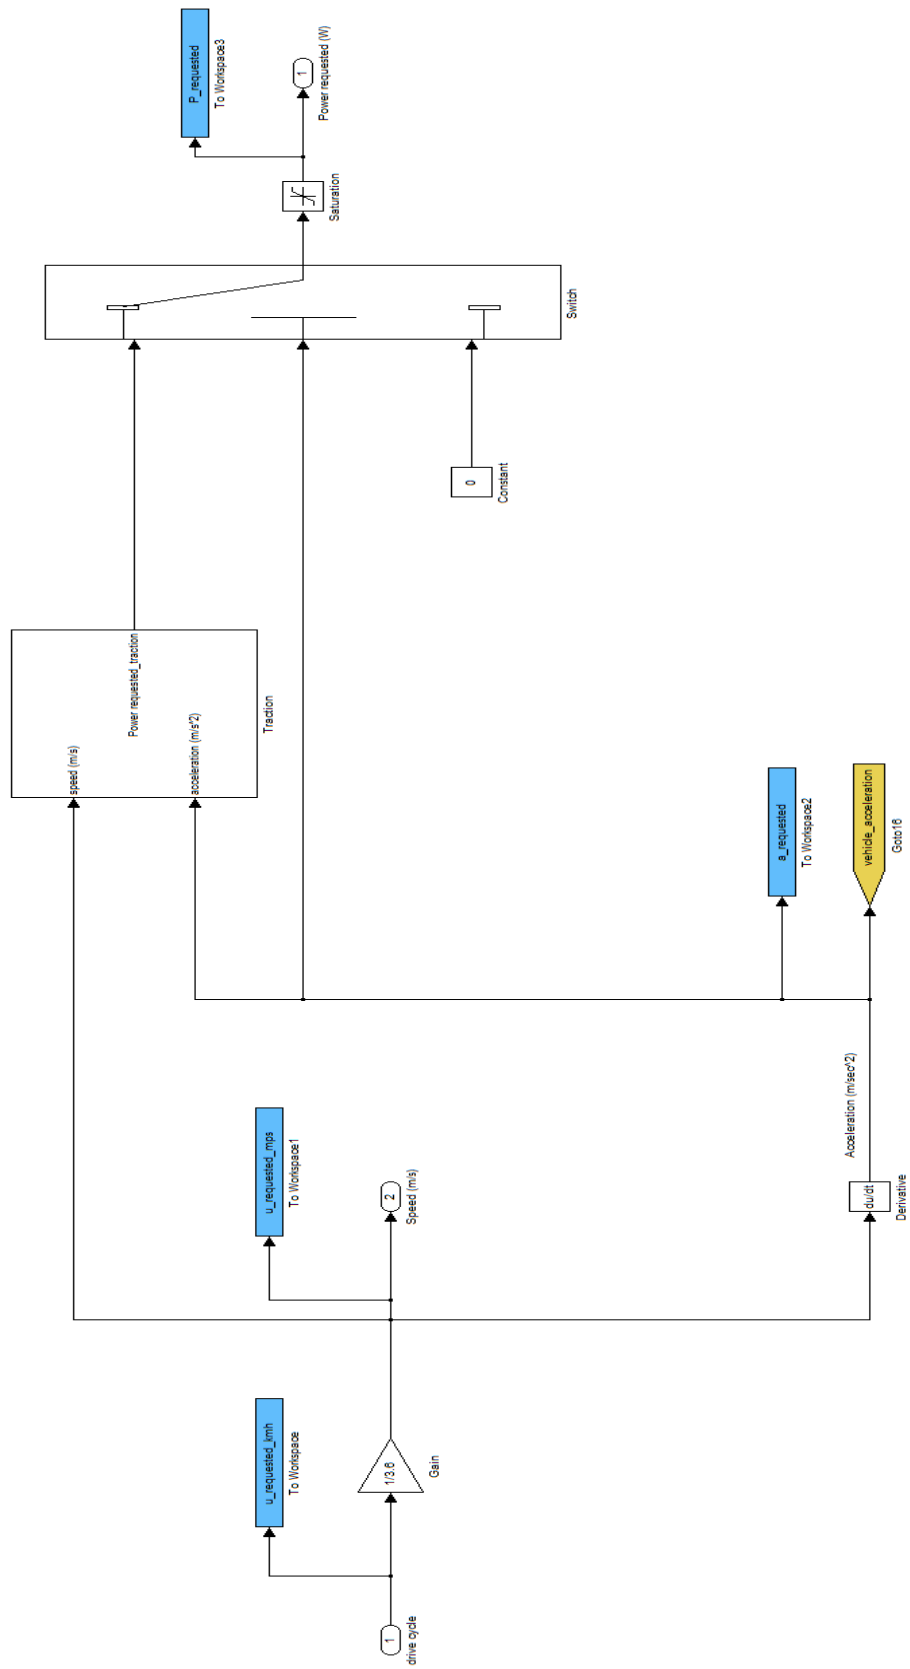 1
drive cycle
u_requested_kmh
To Workspace
1/3.6
Gain
u_requested_mps
To Workspace1
2
Speed (m/s)
du/dt
Derivative
Acceleration (m/sec^2)
a_requested
To Workspace2
vehicle_acceleration
Goto16
speed (m/s)
acceleration (m/s^2)
Power requested_traction
Traction
0
Constant
Switch
Saturation
P_requested
To Workspace3
1
Power requested (W)